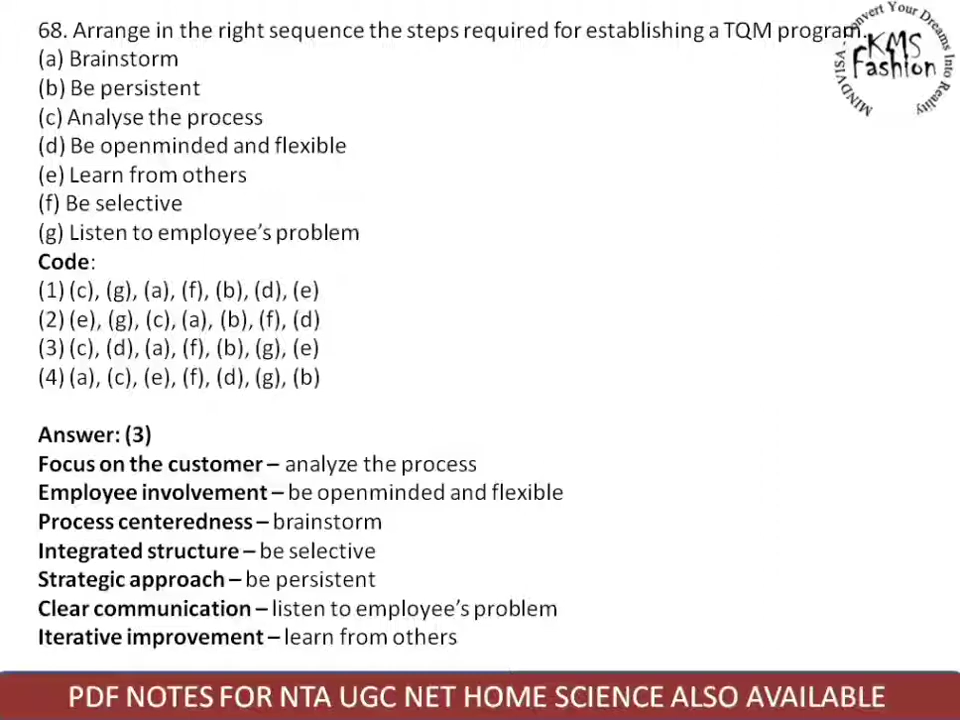 68. Arrange in the right sequence the steps required for establishing a TQM program.
(a) Brainstorm
(b) Be persistent
(c) Analyse the process
(d) Be openminded and flexible
(e) Learn from others
(f) Be selective
(g) Listen to employee's problem
Code:
(1) (c), (g), (a), (f), (b), (d), (e)
(2) (e), (g), (c), (a), (b), (f), (d)
(3) (c), (d), (a), (f), (b), (g), (e)
(4) (a), (c), (e), (f), (d), (g), (b)
Answer: (3)
Focus on the customer – analyze the process
Employee involvement – be openminded and flexible
Process centeredness – brainstorm
Integrated structure – be selective
Strategic approach – be persistent
Clear communication – listen to employee's problem
Iterative improvement – learn from others
MINDVISA - Convert Your Dreams Into Reality
KMS
Fashion
PDF NOTES FOR NTA UGC NET HOME SCIENCE ALSO AVAILABLE